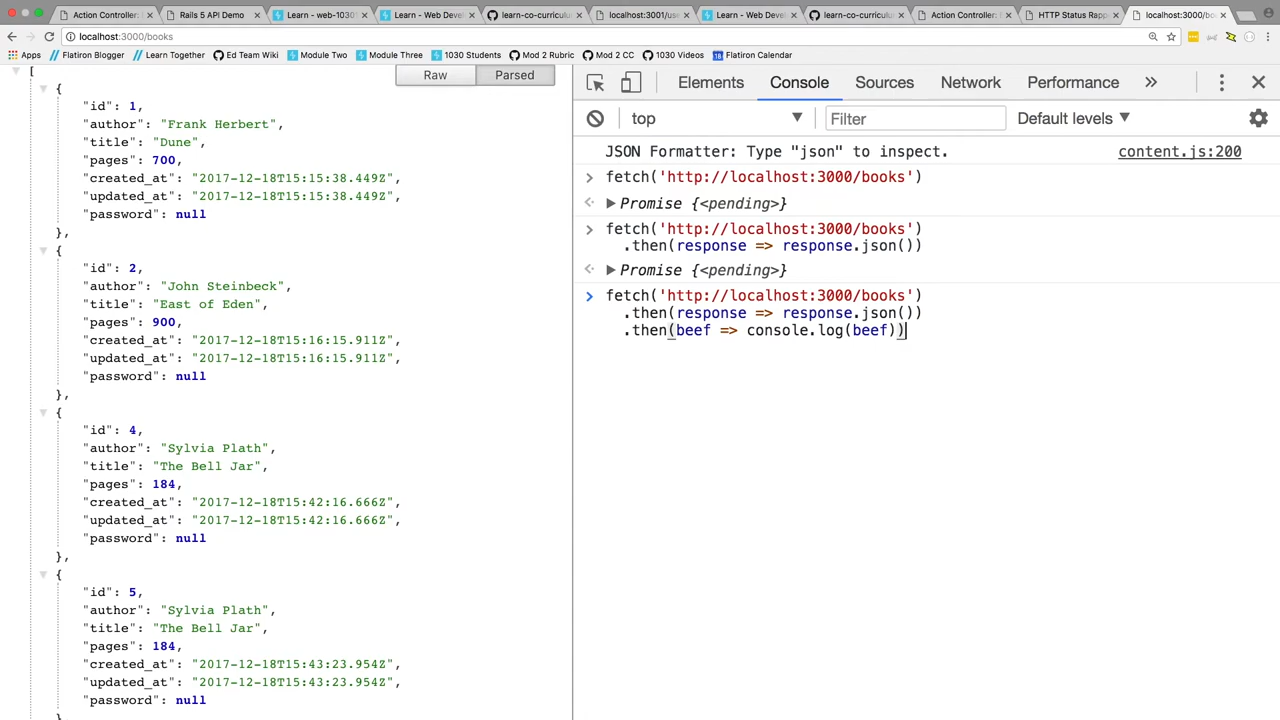 Action Controller:
Rails 5 API Demo
Learn - web-1030
Learn - Web Devel
learn-co-curriculum
localhost:3001/use
Learn - Web Devel
learn-co-curriculu
Action Controller: E
HTTP Status Rappe
localhost:3000/boo
localhost:3000/books
Apps
Flatiron Blogger
Learn Together
Ed Team Wiki
Module Two
Module Three
1030 Students
Mod 2 Rubric
Mod 2 CC
1030 Videos
Flatiron Calendar
Raw
Parsed
[
{
"id": 1,
"author": "Frank Herbert",
"title": "Dune",
"pages": 700,
"created_at": "2017-12-18T15:15:38.449Z",
"updated_at": "2017-12-18T15:15:38.449Z",
"password": null
},
{
"id": 2,
"author": "John Steinbeck",
"title": "East of Eden",
"pages": 900,
"created_at": "2017-12-18T15:16:15.911Z",
"updated_at": "2017-12-18T15:16:15.911Z",
"password": null
},
{
"id": 4,
"author": "Sylvia Plath",
"title": "The Bell Jar",
"pages": 184,
"created_at": "2017-12-18T15:42:16.666Z",
"updated_at": "2017-12-18T15:42:16.666Z",
"password": null
},
{
"id": 5,
"author": "Sylvia Plath",
"title": "The Bell Jar",
"pages": 184,
"created_at": "2017-12-18T15:43:23.954Z",
"updated_at": "2017-12-18T15:43:23.954Z",
"password": null
Elements
Console
Sources
Network
Performance
top
Filter
Default levels
JSON Formatter: Type "json" to inspect. content.js:200
fetch('http://localhost:3000/books')
Promise {<pending>}
fetch('http://localhost:3000/books')
.then(response => response.json())
Promise {<pending>}
fetch('http://localhost:3000/books')
.then(response => response.json())
.then(beef => console.log(beef))